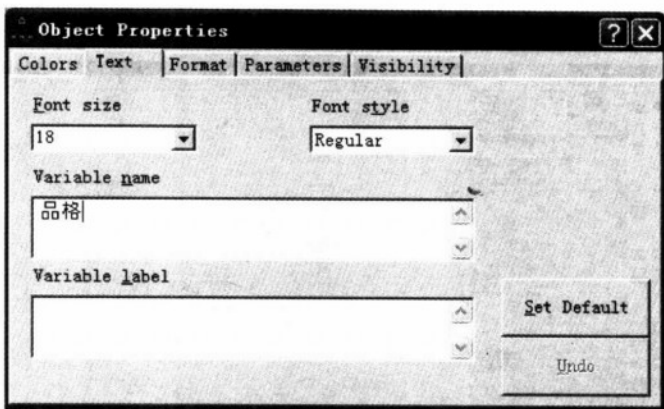 Object Properties
Colors Text Format Parameters Visibility
Font size Font style
18 Regular
Variable name
品格
Variable label
Set Default
Undo